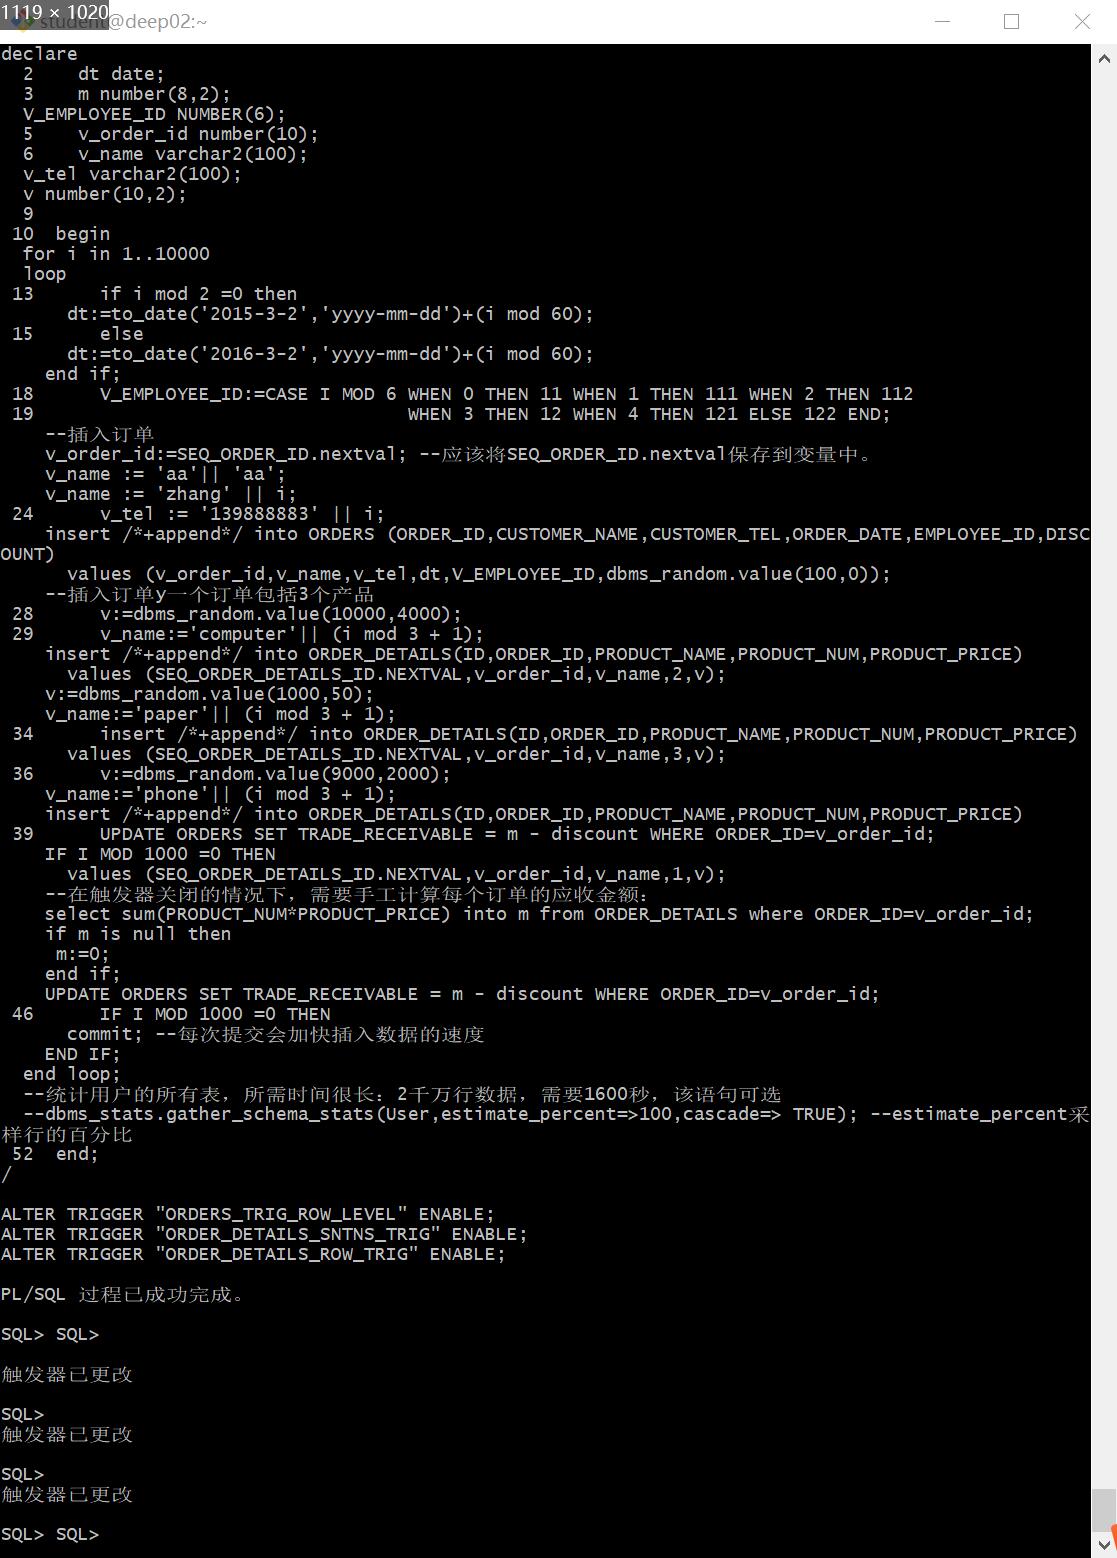 1119 × 1020
student@deep02:~
declare
2 dt date;
3 m number(8,2);
V_EMPLOYEE_ID NUMBER(6);
5 v_order_id number(10);
6 v_name varchar2(100);
v_tel varchar2(100);
v number(10,2);
9
10 begin
for i in 1..10000
loop
13 if i mod 2 =0 then
dt:=to_date('2015-3-2','yyyy-mm-dd')+(i mod 60);
15 else
dt:=to_date('2016-3-2','yyyy-mm-dd')+(i mod 60);
end if;
18 V_EMPLOYEE_ID:=CASE I MOD 6 WHEN 0 THEN 11 WHEN 1 THEN 111 WHEN 2 THEN 112
19 WHEN 3 THEN 12 WHEN 4 THEN 121 ELSE 122 END;
--插入订单
v_order_id:=SEQ_ORDER_ID.nextval; --应该将SEQ_ORDER_ID.nextval保存到变量中。
v_name := 'aa'|| 'aa';
v_name := 'zhang' || i;
24 v_tel := '139888883' || i;
insert /*+append*/ into ORDERS (ORDER_ID,CUSTOMER_NAME,CUSTOMER_TEL,ORDER_DATE,EMPLOYEE_ID,DISC
OUNT)
values (v_order_id,v_name,v_tel,dt,V_EMPLOYEE_ID,dbms_random.value(100,0));
--插入订单y一个订单包括3个产品
28 v:=dbms_random.value(10000,4000);
29 v_name:='computer'|| (i mod 3 + 1);
insert /*+append*/ into ORDER_DETAILS(ID,ORDER_ID,PRODUCT_NAME,PRODUCT_NUM,PRODUCT_PRICE)
values (SEQ_ORDER_DETAILS_ID.NEXTVAL,v_order_id,v_name,2,v);
v:=dbms_random.value(1000,50);
v_name:='paper'|| (i mod 3 + 1);
34 insert /*+append*/ into ORDER_DETAILS(ID,ORDER_ID,PRODUCT_NAME,PRODUCT_NUM,PRODUCT_PRICE)
values (SEQ_ORDER_DETAILS_ID.NEXTVAL,v_order_id,v_name,3,v);
36 v:=dbms_random.value(9000,2000);
v_name:='phone'|| (i mod 3 + 1);
insert /*+append*/ into ORDER_DETAILS(ID,ORDER_ID,PRODUCT_NAME,PRODUCT_NUM,PRODUCT_PRICE)
39 UPDATE ORDERS SET TRADE_RECEIVABLE = m - discount WHERE ORDER_ID=v_order_id;
IF I MOD 1000 =0 THEN
values (SEQ_ORDER_DETAILS_ID.NEXTVAL,v_order_id,v_name,1,v);
--在触发器关闭的情况下，需要手工计算每个订单的应收金额：
select sum(PRODUCT_NUM*PRODUCT_PRICE) into m from ORDER_DETAILS where ORDER_ID=v_order_id;
if m is null then
m:=0;
end if;
UPDATE ORDERS SET TRADE_RECEIVABLE = m - discount WHERE ORDER_ID=v_order_id;
46 IF I MOD 1000 =0 THEN
commit; --每次提交会加快插入数据的速度
END IF;
end loop;
--统计用户的所有表，所需时间很长：2千万行数据，需要1600秒，该语句可选
--dbms_stats.gather_schema_stats(User,estimate_percent=>100,cascade=> TRUE); --estimate_percent采
样行的百分比
52 end;
/
ALTER TRIGGER "ORDERS_TRIG_ROW_LEVEL" ENABLE;
ALTER TRIGGER "ORDER_DETAILS_SNTNS_TRIG" ENABLE;
ALTER TRIGGER "ORDER_DETAILS_ROW_TRIG" ENABLE;
PL/SQL 过程已成功完成。
SQL> SQL>
触发器已更改
SQL>
触发器已更改
SQL>
触发器已更改
SQL> SQL>